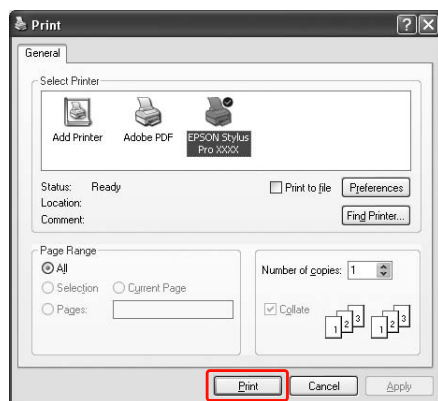 Print
General
Select Printer
Add Printer
Adobe PDF
EPSON Stylus
Pro XXXX
Status: Ready
Print to file
Preferences
Location:
Comment:
Find Printer...
Page Range
All
Selection
Current Page
Pages:
Number of copies: 1
Collate
1 2 3 1 2 3
Print
Cancel
Apply